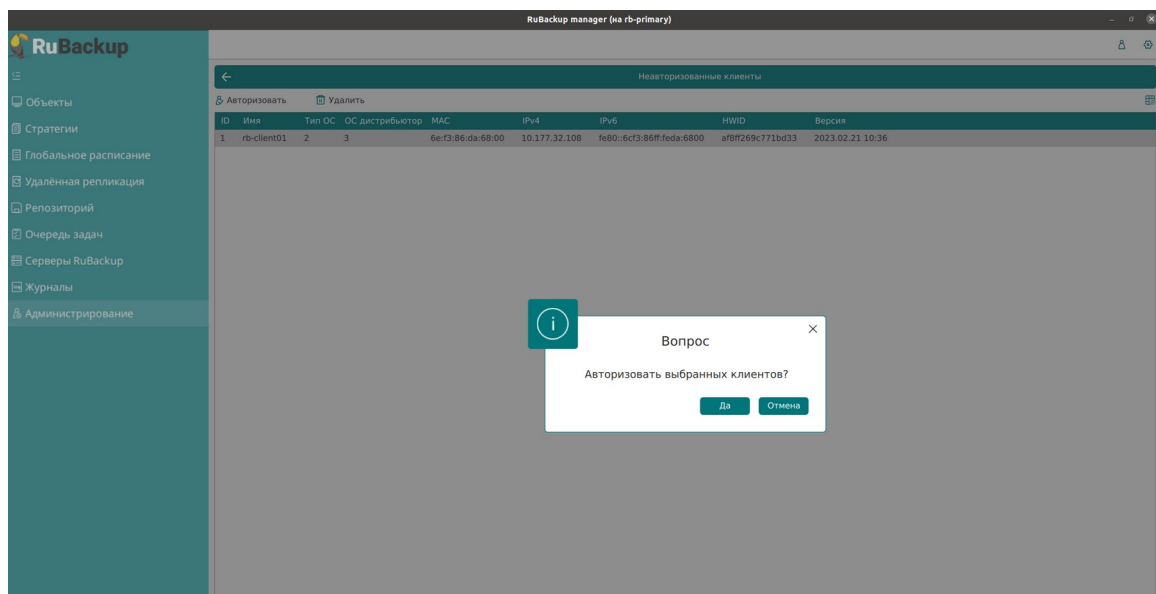 RuBackup manager (на rb-primary)
RuBackup
Неавторизованные клиенты
Объекты
Стратегии
Глобальное расписание
Удалённая репликация
Репозиторий
Очередь задач
Серверы RuBackup
Журналы
Администрирование
Авторизовать Удалить
ID Имя Тип ОС ОС дистрибьютор MAC IPv4 IPv6 HWID Версия
1 rb-client01 2 3 6e:f3:86:da:68:00 10.177.32.108 fe80::6cf3:86ff:feda:6800 af8ff269c771bd33 2023.02.21 10:36
Вопрос
Авторизовать выбранных клиентов?
Да Отмена